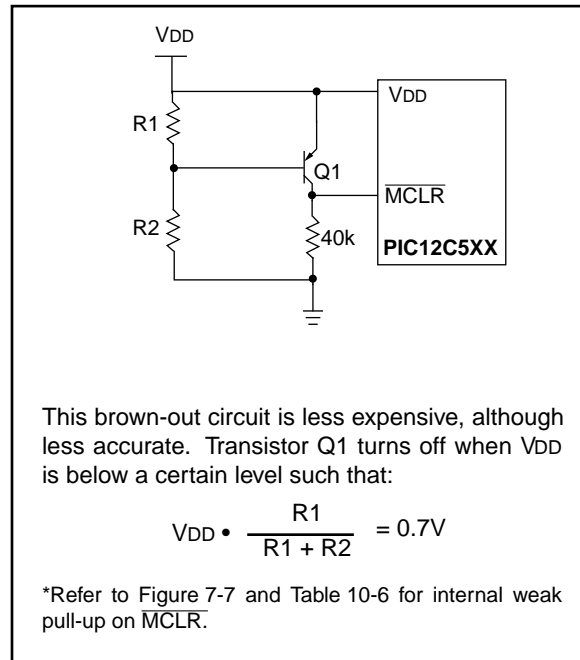 VDD
VDD
R1
Q1
MCLR
R2
40k
PIC12C5XX
This brown-out circuit is less expensive, although
less accurate. Transistor Q1 turns off when VDD
is below a certain level such that:
R1
VDD • = 0.7V
R1 + R2
*Refer to Figure 7-7 and Table 10-6 for internal weak
pull-up on MCLR.